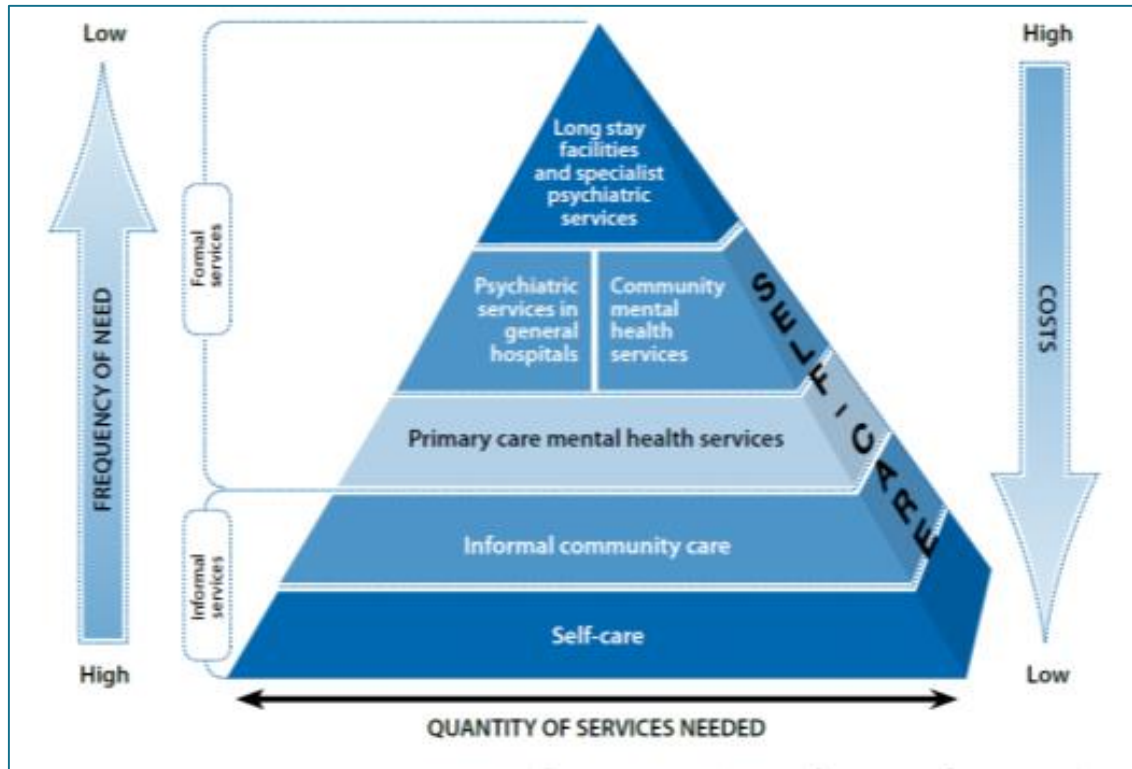 Low
High
Long stay
facilities
and specialist
psychiatric
services
Formal
services
FREQUENCY OF NEED
Psychiatric
services in
general
hospitals
Community
mental
health
services
SELF-CARE
COSTS
Primary care mental health services
Informal
services
Informal community care
Self-care
High
Low
QUANTITY OF SERVICES NEEDED